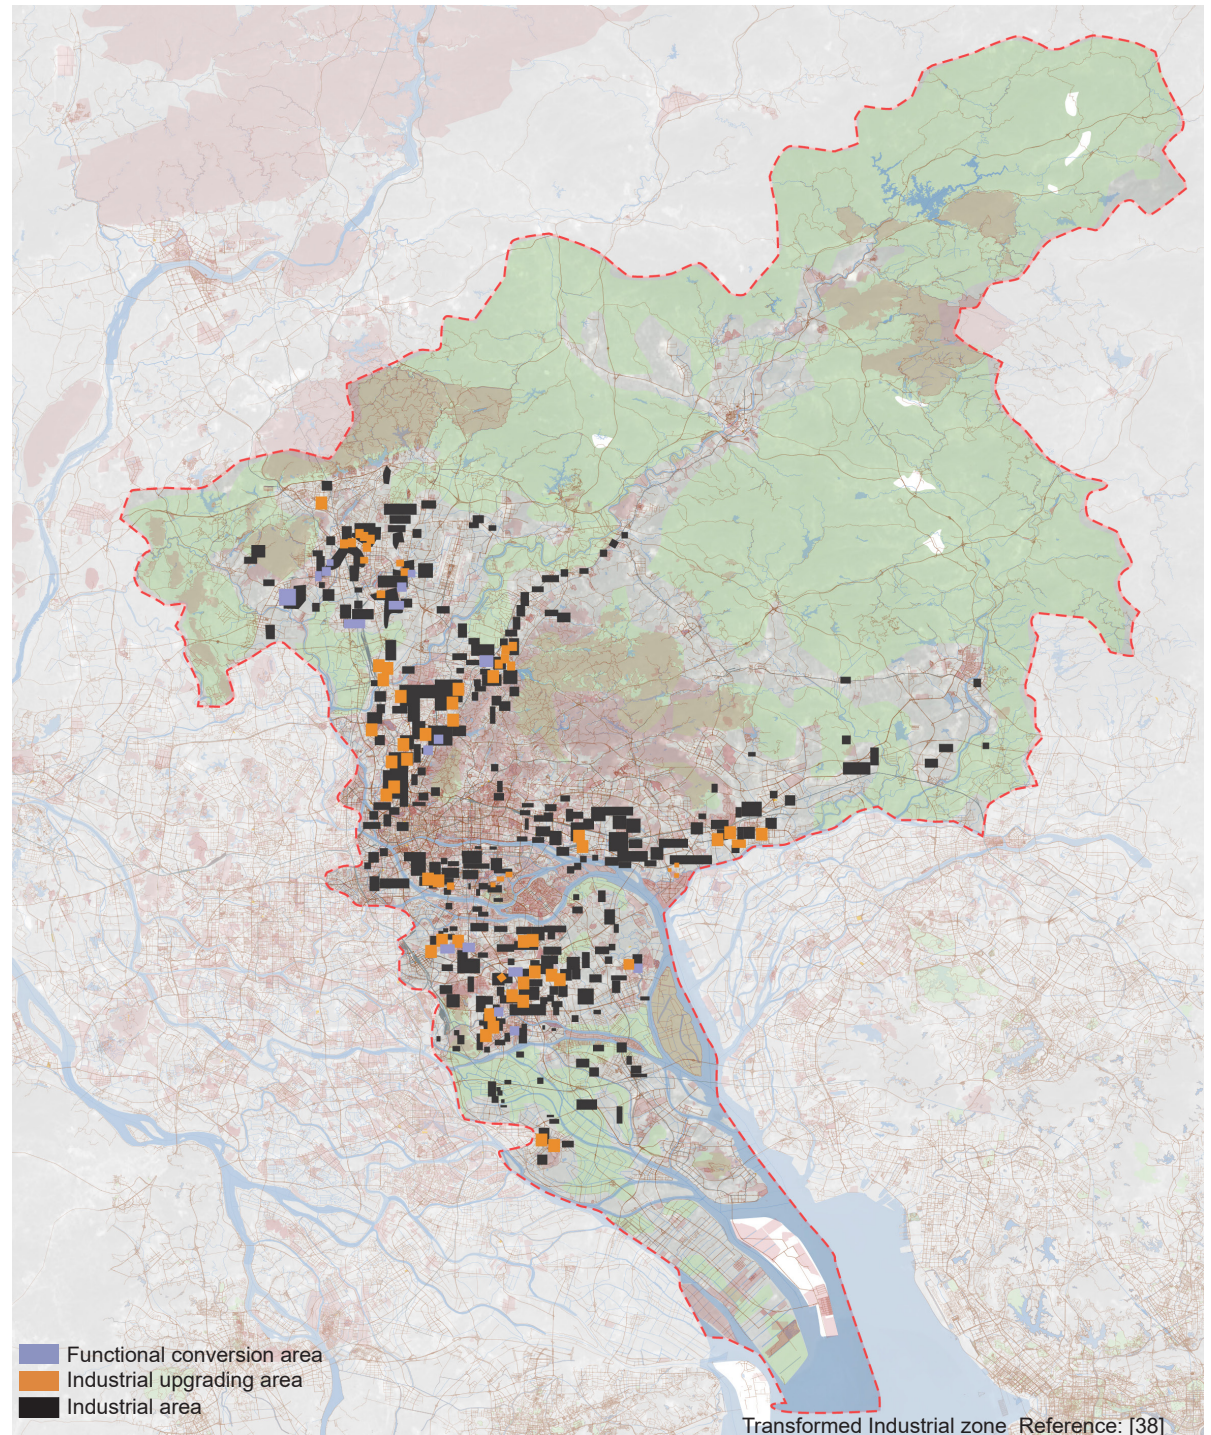 Functional conversion area
Industrial upgrading area
Industrial area
Transformed Industrial zone Reference: [38]